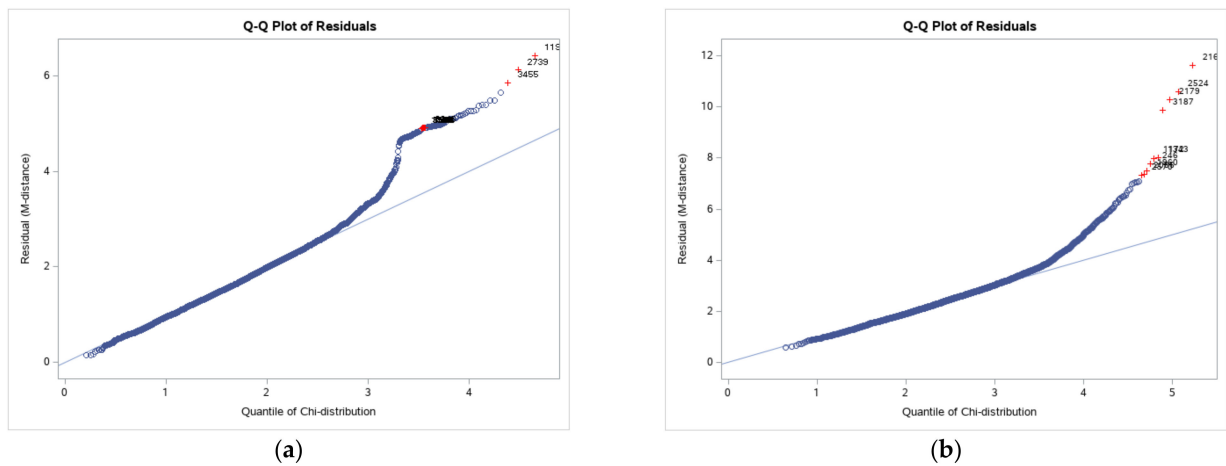 Q-Q Plot of Residuals
119
2739
3455
6
4
2
0
Residual (M-distance)
0 1 2 3 4
Quantile of Chi-distribution
(a)
Q-Q Plot of Residuals
216
2524
2179
3187
12
10
8
6
4
2
0
Residual (M-distance)
0 1 2 3 4 5
Quantile of Chi-distribution
(b)